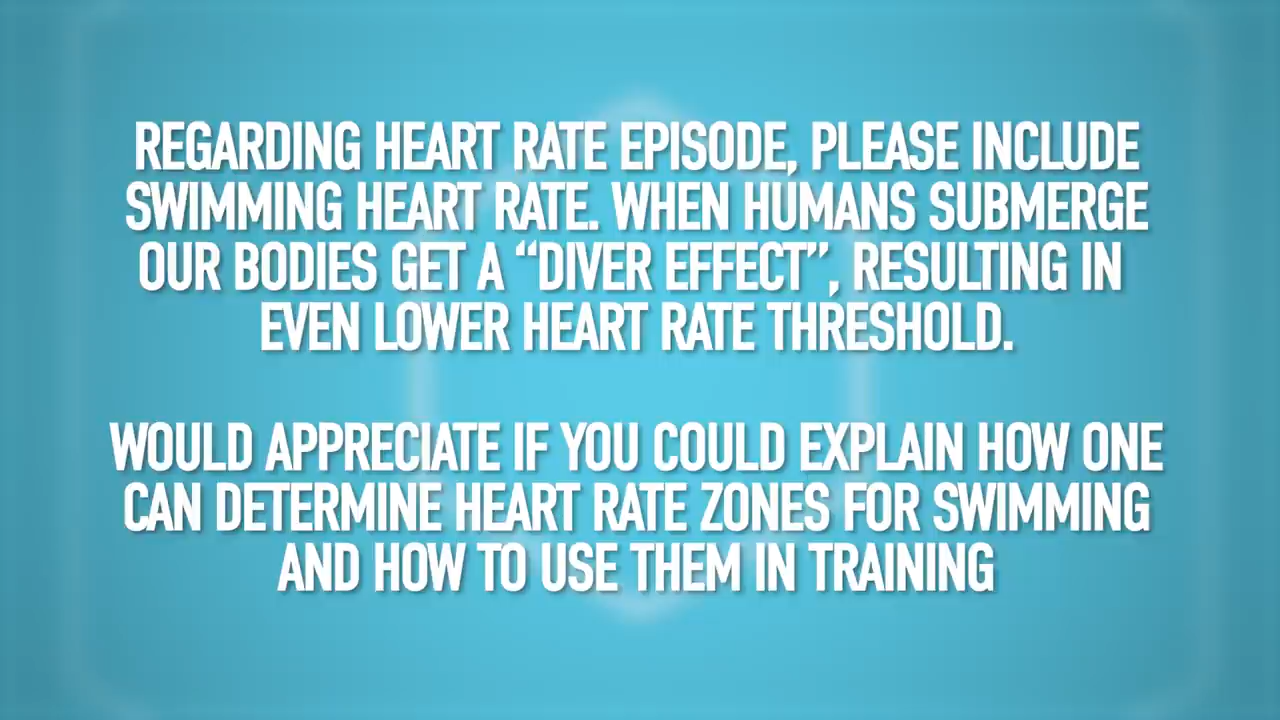 REGARDING HEART RATE EPISODE, PLEASE INCLUDE
SWIMMING HEART RATE. WHEN HUMANS SUBMERGE
OUR BODIES GET A “DIVER EFFECT”, RESULTING IN
EVEN LOWER HEART RATE THRESHOLD.
WOULD APPRECIATE IF YOU COULD EXPLAIN HOW ONE
CAN DETERMINE HEART RATE ZONES FOR SWIMMING
AND HOW TO USE THEM IN TRAINING